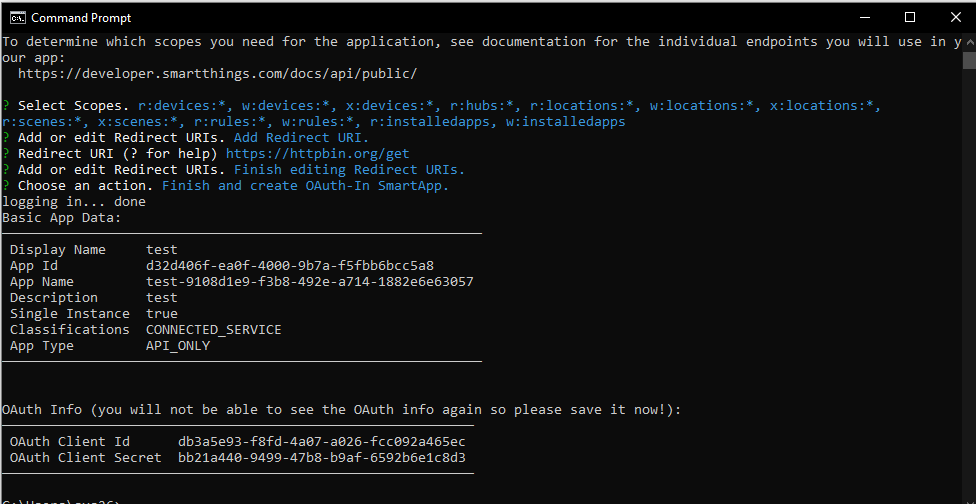 Command Prompt
To determine which scopes you need for the application, see documentation for the individual endpoints you will use in y
our app:
https://developer.smartthings.com/docs/api/public/
? Select Scopes. r:devices:*, w:devices:*, x:devices:*, r:hubs:*, r:locations:*, w:locations:*, x:locations:*,
r:scenes:*, x:scenes:*, r:rules:*, w:rules:*, r:installedapps, w:installedapps
? Add or edit Redirect URIs. Add Redirect URI.
? Redirect URI (? for help) https://httpbin.org/get
? Add or edit Redirect URIs. Finish editing Redirect URIs.
? Choose an action. Finish and create OAuth-In SmartApp.
logging in... done
Basic App Data:
Display Name test
App Id d32d406f-ea0f-4000-9b7a-f5fbb6bcc5a8
App Name test-9108d1e9-f3b8-492e-a714-1882e6e63057
Description test
Single Instance true
Classifications CONNECTED_SERVICE
App Type API_ONLY
OAuth Info (you will not be able to see the OAuth info again so please save it now!):
OAuth Client Id db3a5e93-f8fd-4a07-a026-fcc092a465ec
OAuth Client Secret bb21a440-9499-47b8-b9af-6592b6e1c8d3